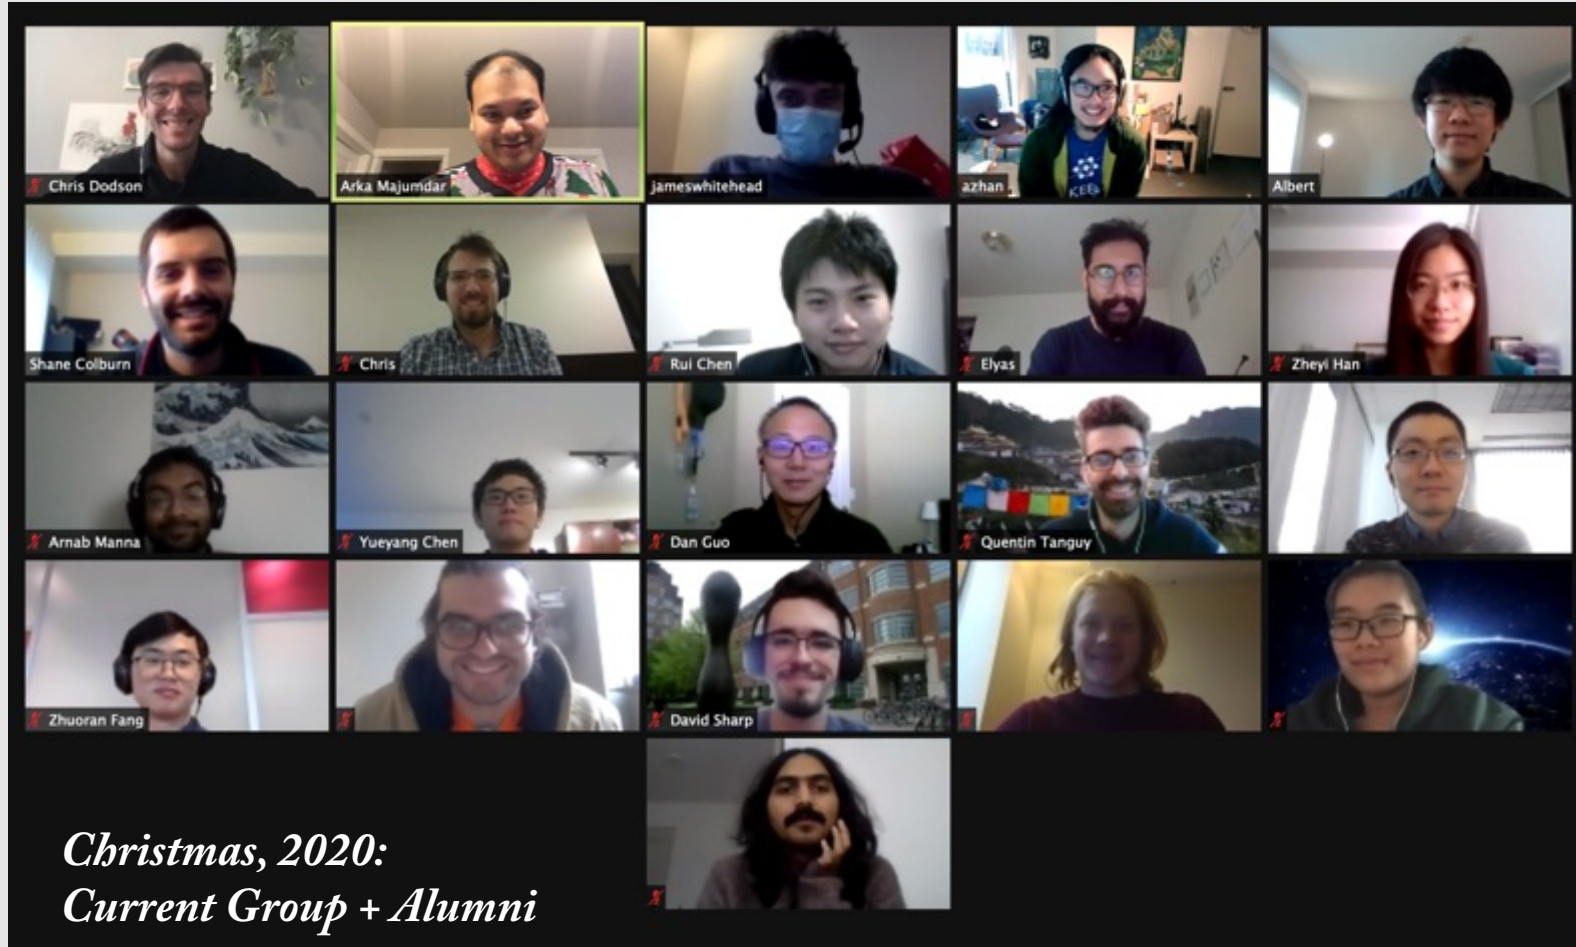 Chris Dodson
Arka Majumdar
jameswhitehead
azhan
KEEP
Albert
Shane Colburn
Chris
Rui Chen
Elyas
Zheyi Han
Arnab Manna
Yueyang Chen
Dan Guo
Quentin Tanguy
Zhuoran Fang
David Sharp
Christmas, 2020:
Current Group + Alumni